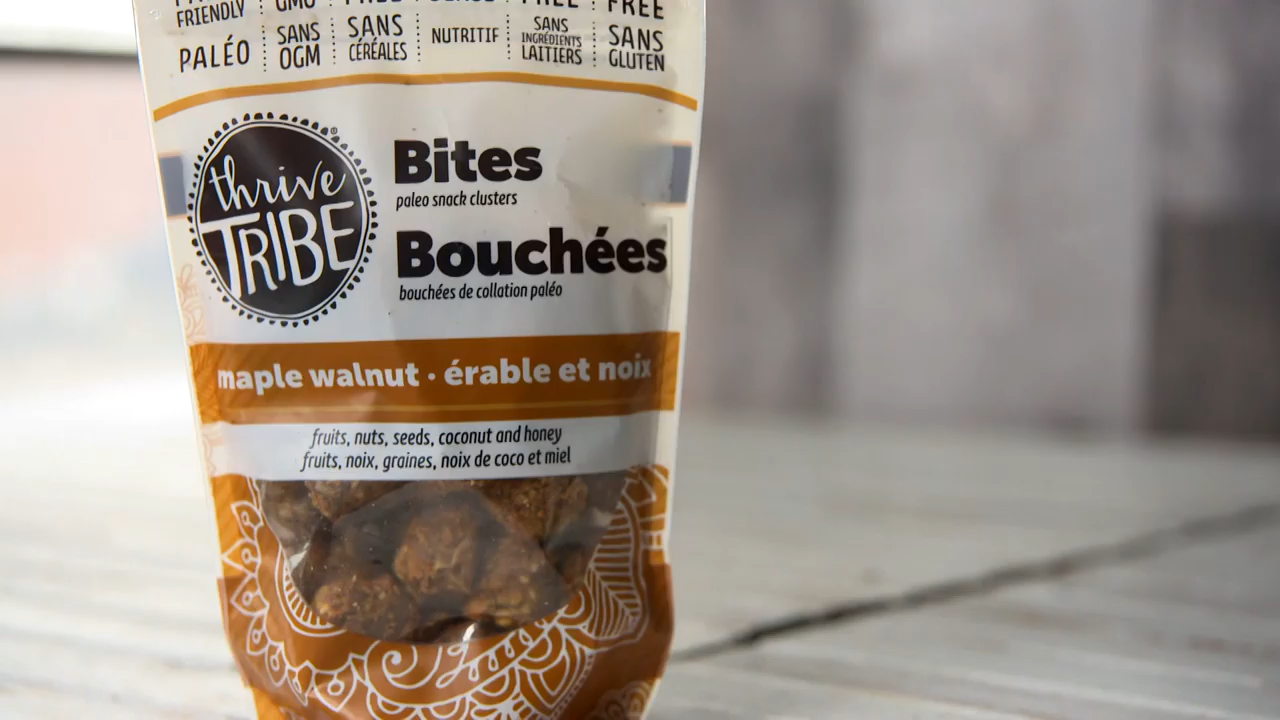 FRIENDLY
PALÉO
SANS
OGM
SANS
CÉRÉALES
NUTRITIF
FREE
SANS
INGRÉDIENTS
LAITIERS
FREE
SANS
GLUTEN
thrive
TRIBE
®
Bites
paleo snack clusters
Bouchées
bouchées de collation paléo
maple walnut · érable et noix
fruits, nuts, seeds, coconut and honey
fruits, noix, graines, noix de coco et miel